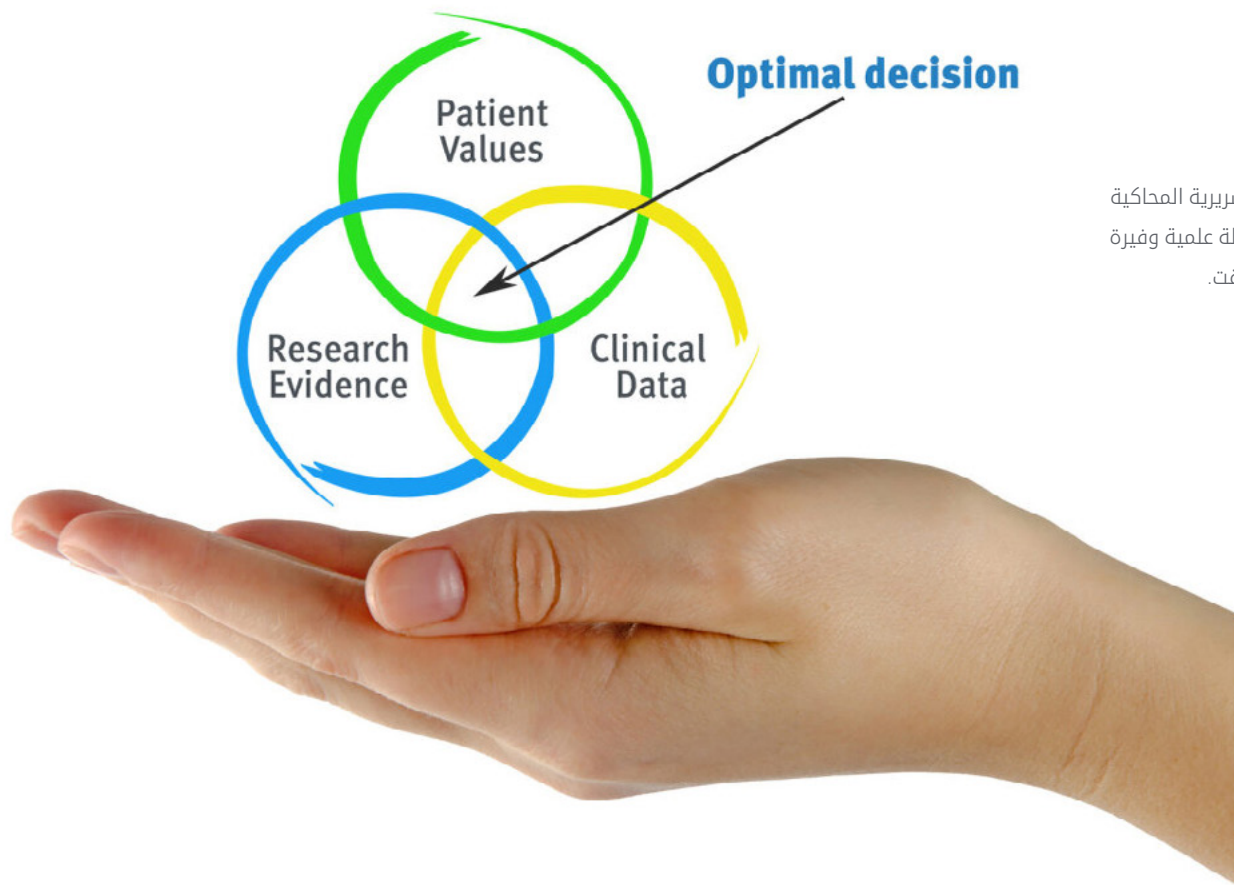 Optimal decision
Patient
Values
Research
Evidence
Clinical
Data
المحاكية
علمية وفيرة